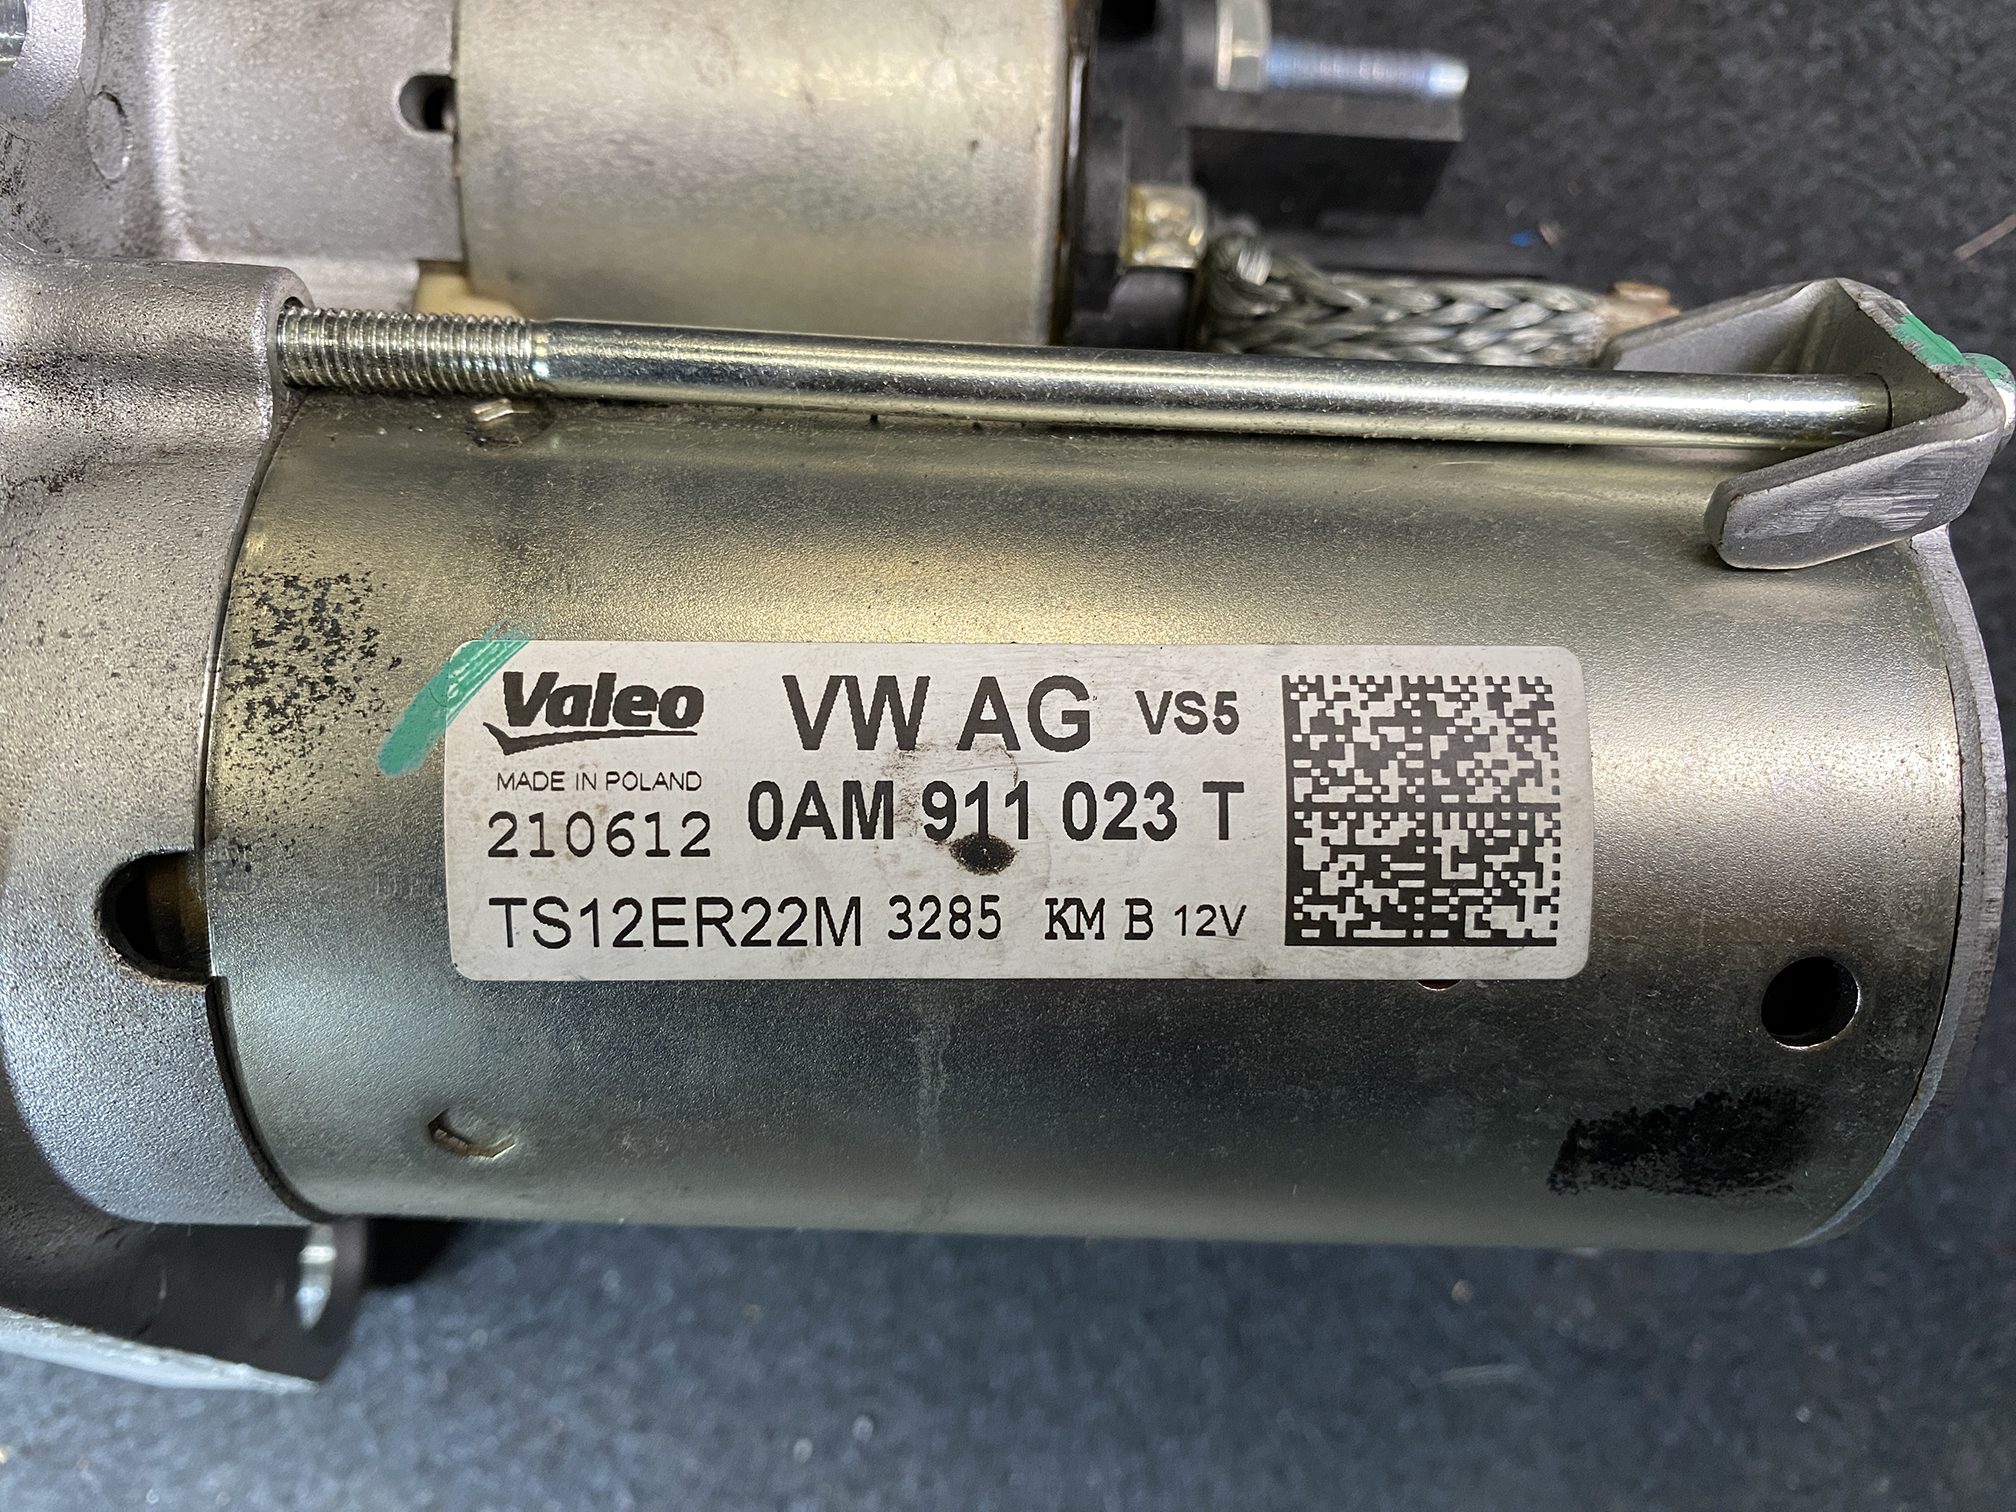 Valeo VW AG VS5
MADE IN POLAND
210612 0AM 911 023 T
TS12ER22M 3285 KM B 12V